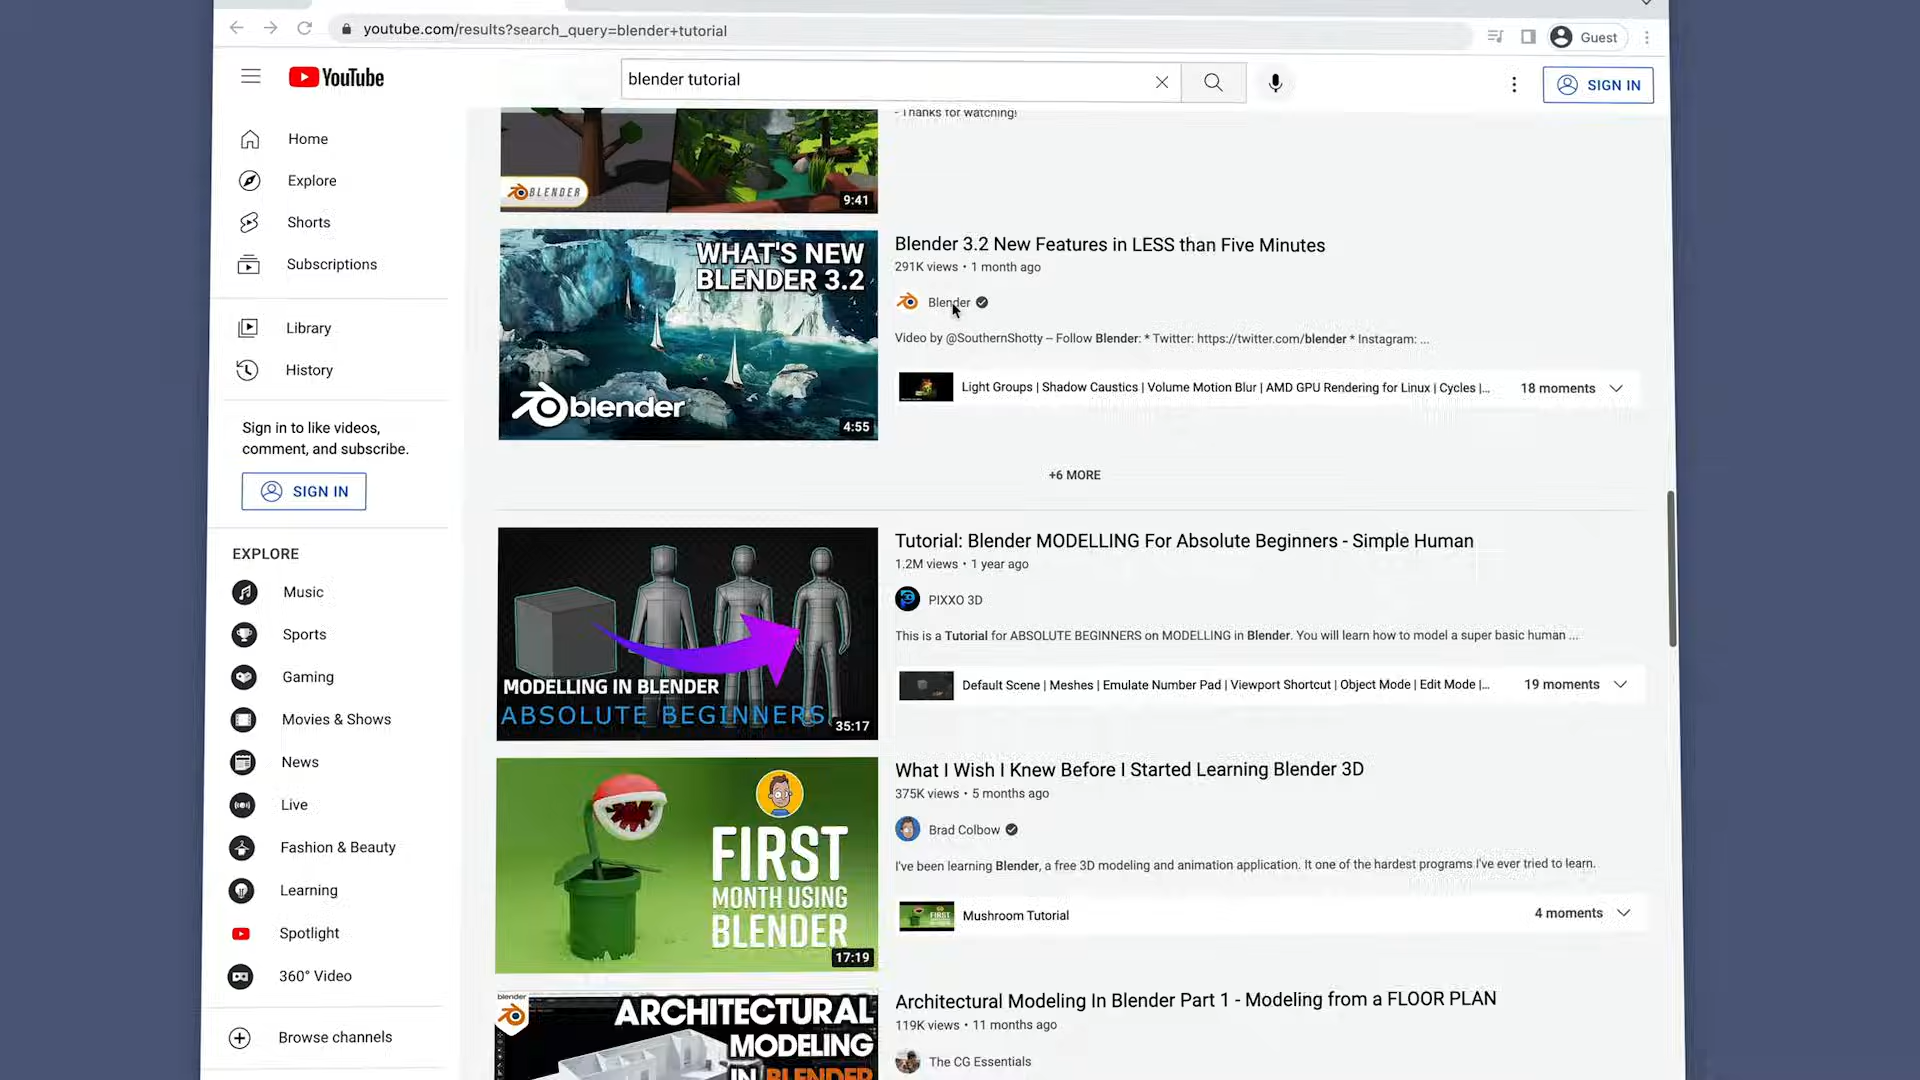 youtube.com/results?search_query=blender+tutorial
Guest
YouTube
blender tutorial
SIGN IN
Home
Explore
Shorts
Subscriptions
Library
History
Sign in to like videos,
comment, and subscribe.
SIGN IN
EXPLORE
Music
Sports
Gaming
Movies & Shows
News
Live
Fashion & Beauty
Learning
Spotlight
360° Video
Browse channels
- Thanks for watching!
BLENDER
9:41
WHAT'S NEW
BLENDER 3.2
blender
4:55
Blender 3.2 New Features in LESS than Five Minutes
291K views • 1 month ago
Blender
Video by @SouthernShotty – Follow Blender: * Twitter: https://twitter.com/blender * Instagram: ...
Light Groups | Shadow Caustics | Volume Motion Blur | AMD GPU Rendering for Linux | Cycles |...
18 moments
+6 MORE
MODELLING IN BLENDER
ABSOLUTE BEGINNERS
35:17
Tutorial: Blender MODELLING For Absolute Beginners - Simple Human
1.2M views • 1 year ago
PIXXO 3D
This is a Tutorial for ABSOLUTE BEGINNERS on MODELLING in Blender. You will learn how to model a super basic human ...
Default Scene | Meshes | Emulate Number Pad | Viewport Shortcut | Object Mode | Edit Mode |...
19 moments
FIRST
MONTH USING
BLENDER
17:19
What I Wish I Knew Before I Started Learning Blender 3D
375K views • 5 months ago
Brad Colbow
I've been learning Blender, a free 3D modeling and animation application. It one of the hardest programs I've ever tried to learn.
FIRST
Mushroom Tutorial
4 moments
blender
ARCHITECTURAL
MODELING
IN BLENDER
Architectural Modeling In Blender Part 1 - Modeling from a FLOOR PLAN
119K views • 11 months ago
The CG Essentials